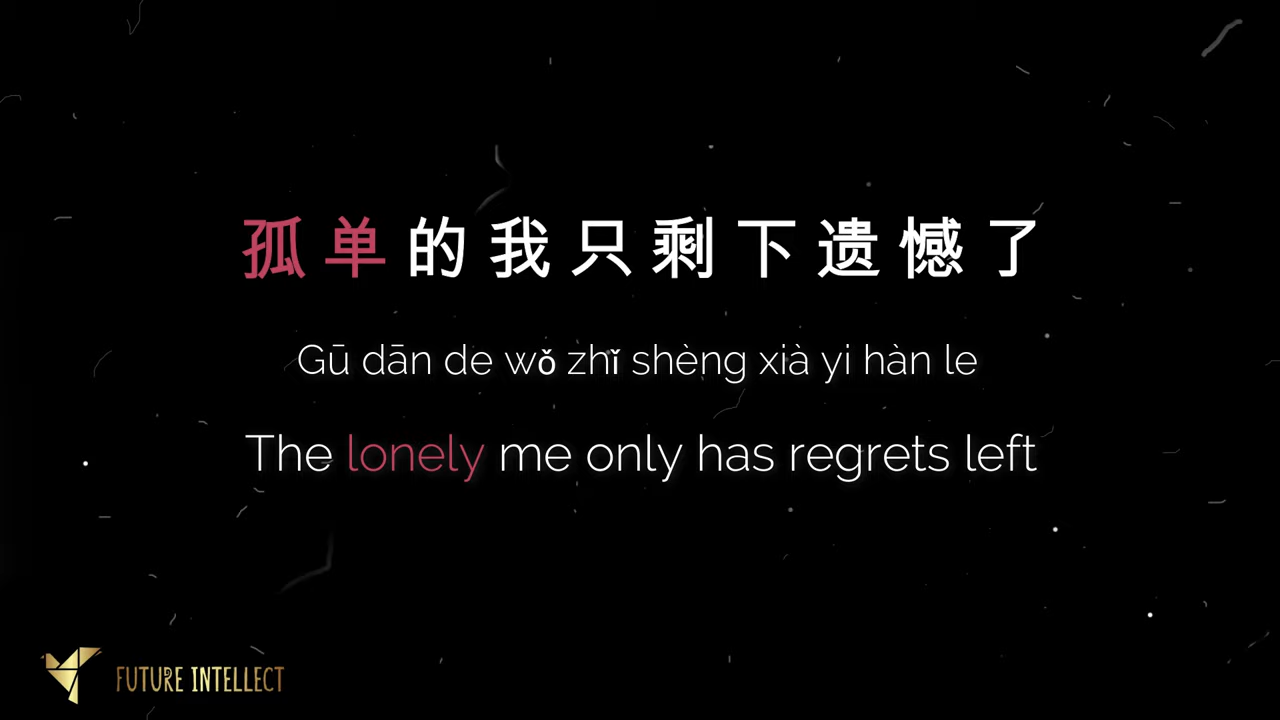 孤单的我只剩下遗憾了
Gū dān de wǒ zhǐ shèng xià yi hàn le
The lonely me only has regrets left
FUTURE INTELLECT